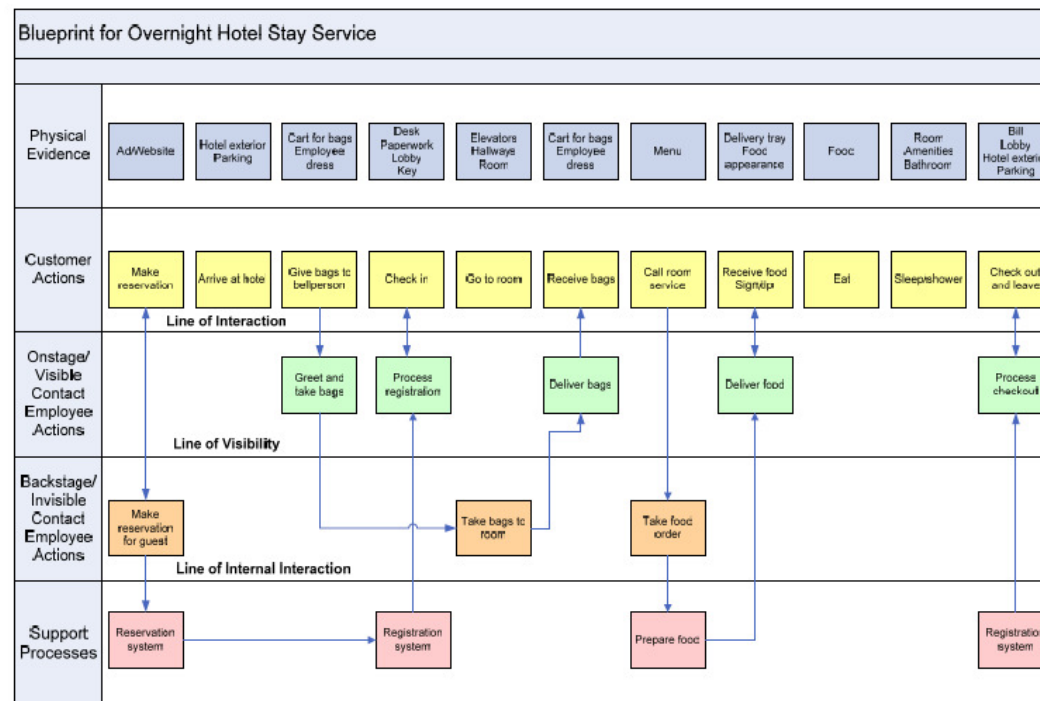 Blueprint for Overnight Hotel Stay Service
Physical
Evidence
Ad/Website
Hotel exterior
Parking
Cart for bags
Employee
dress
Desk
Paperwork
Lobby
Key
Elevators
Hallways
Room
Cart for bags
Employee
dress
Menu
Delivery tray
Food
appearance
Food
Room
Amenities
Bathroom
Bill
Lobby
Hotel exterio
Parking
Customer
Actions
Make
reservation
Arrive at hote
Give bags to
bellperson
Check in
Go to room
Receive bags
Call room
service
Receive food
Sign/tip
Eat
Sleep/shower
Check out
and leave
Line of Interaction
Onstage/
Visible
Contact
Employee
Actions
Greet and
take bags
Process
registration
Deliver bags
Deliver food
Process
checkout
Line of Visibility
Backstage/
Invisible
Contact
Employee
Actions
Make
reservation
for guest
Take bags to
room
Take food
order
Line of Internal Interaction
Support
Processes
Reservation
system
Registration
system
Prepare food
Registration
system